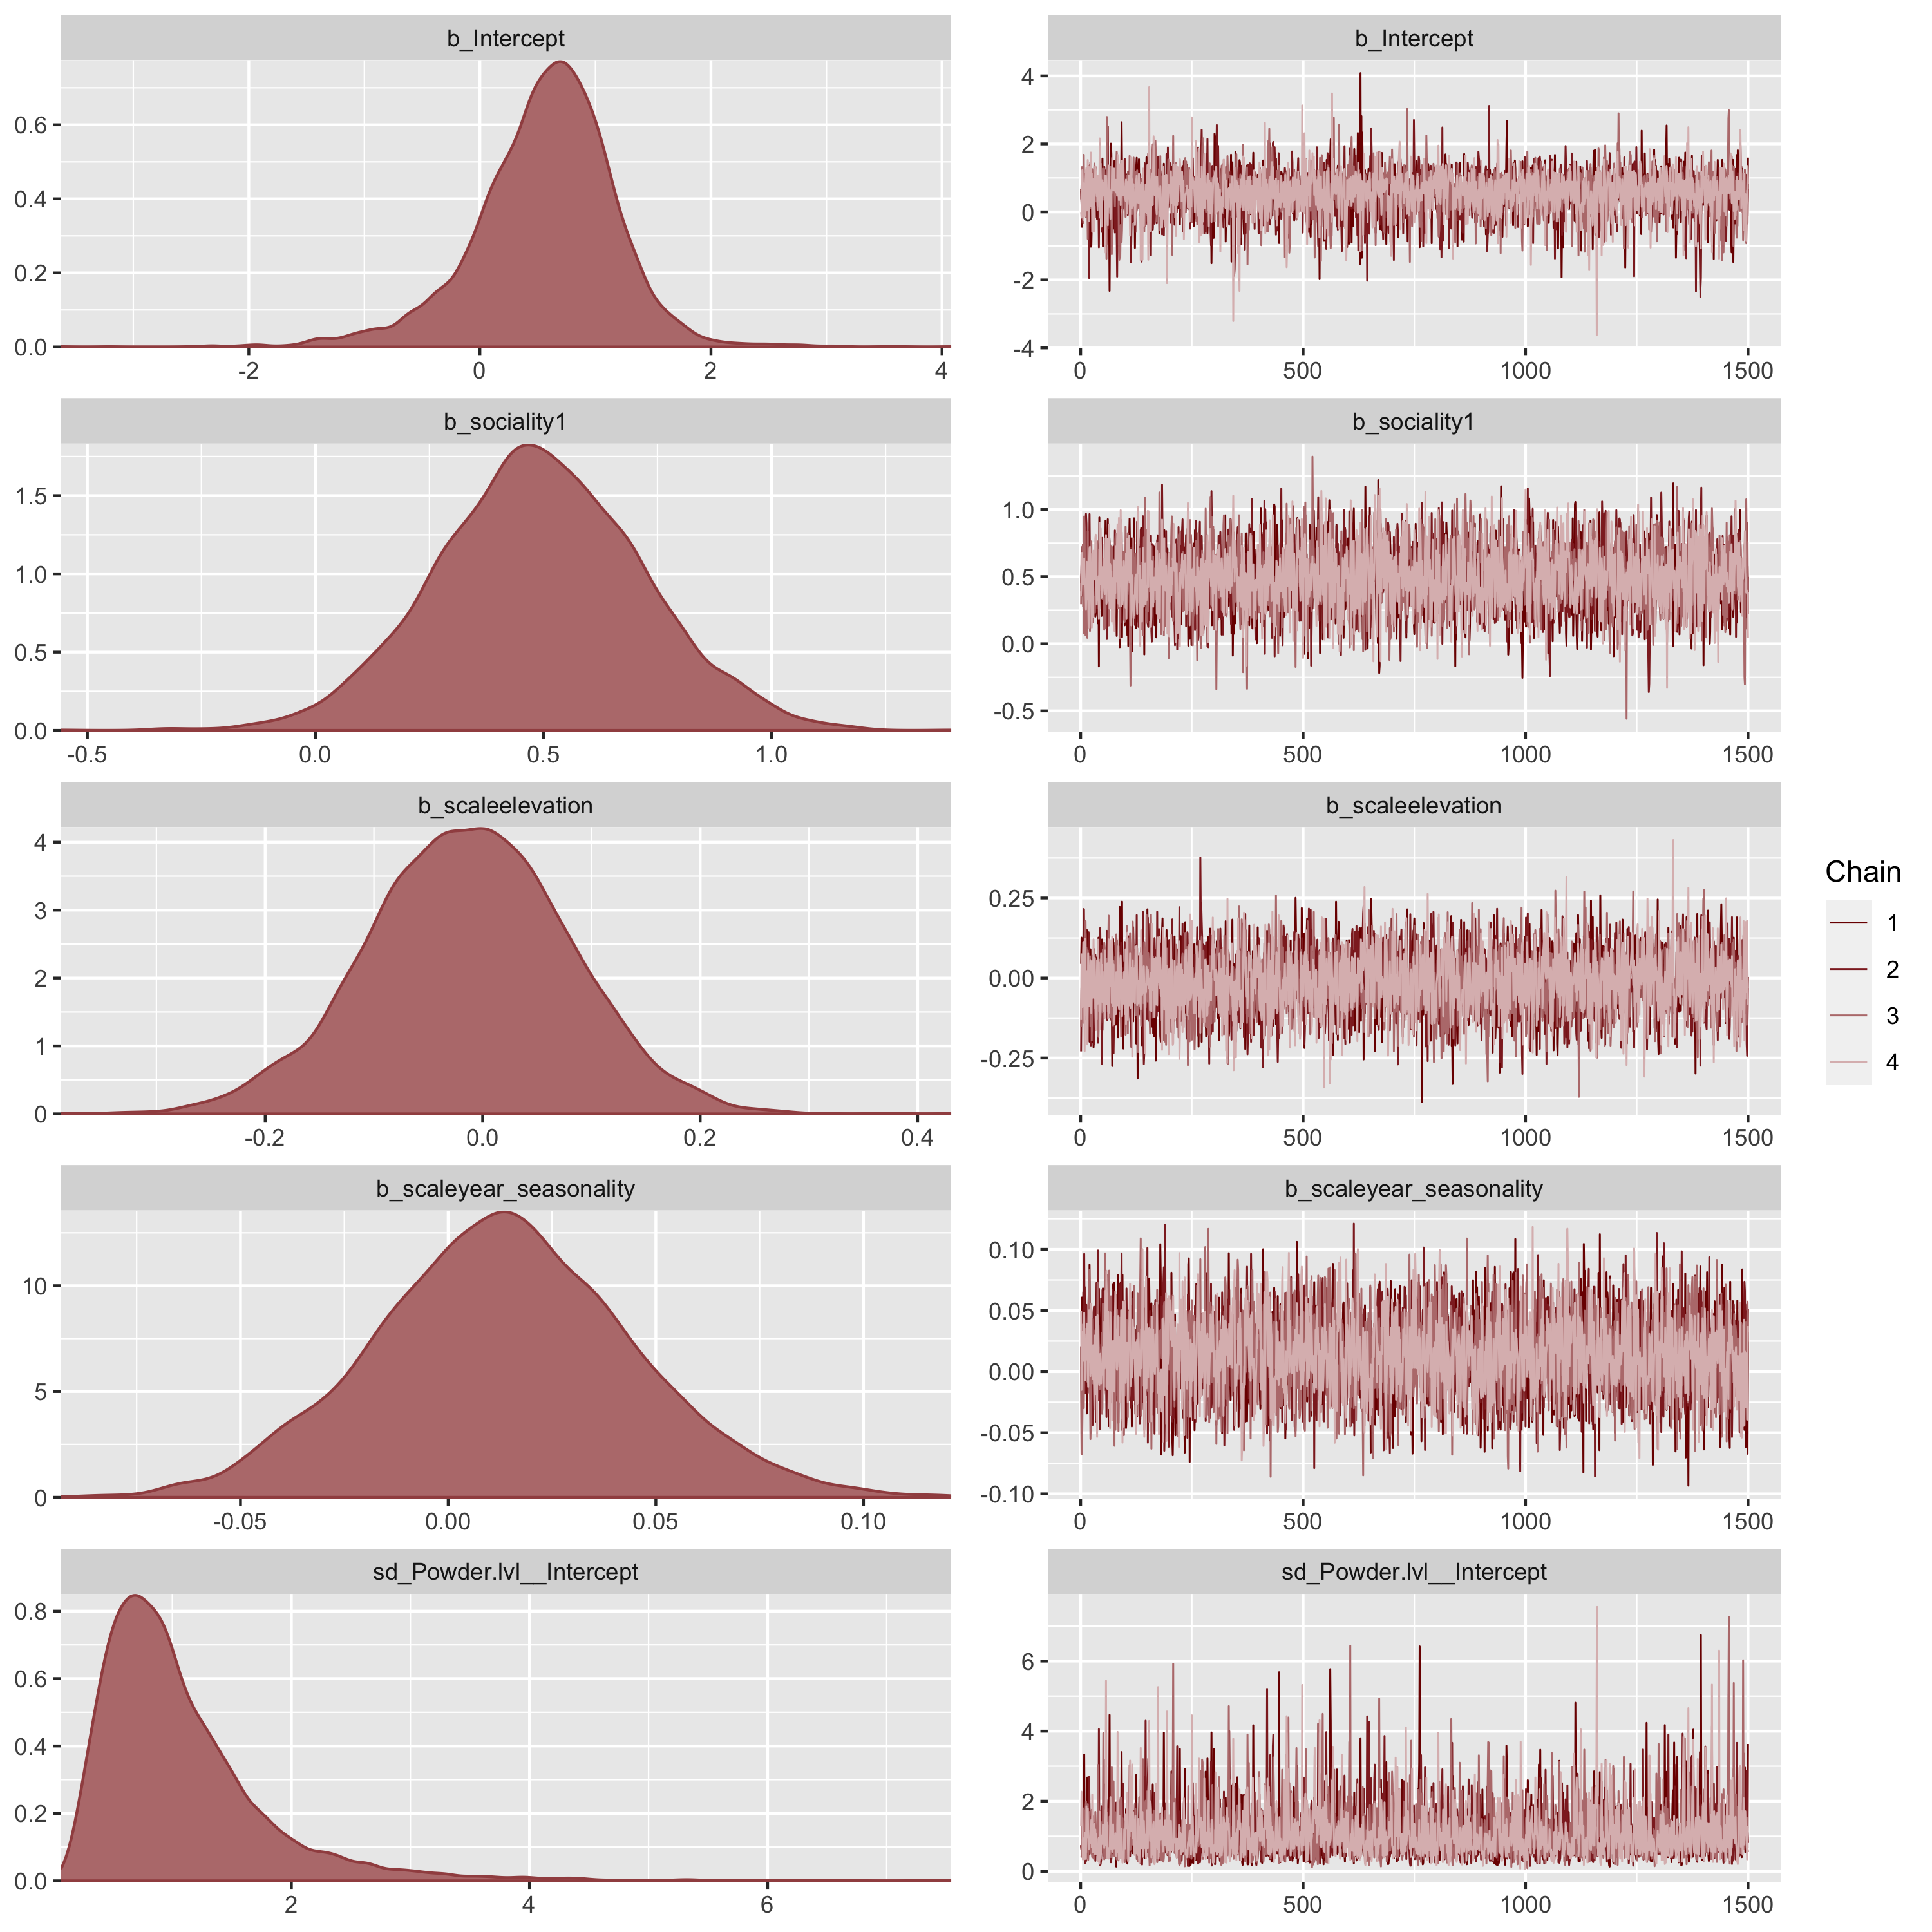 b_Intercept
0.6
0.4
0.2
0.0
-2 0 2 4
b_Intercept
4
2
0
-2
-4
0 500 1000 1500
b_sociality1
1.5
1.0
0.5
0.0
-0.5 0.0 0.5 1.0
b_sociality1
1.0
0.5
0.0
-0.5
0 500 1000 1500
b_scaleelevation
4
3
2
1
0
-0.2 0.0 0.2 0.4
b_scaleelevation
0.25
0.00
-0.25
0 500 1000 1500
b_scaleyear_seasonality
10
5
0
-0.05 0.00 0.05 0.10
b_scaleyear_seasonality
0.10
0.05
0.00
-0.05
-0.10
0 500 1000 1500
sd_Powder.lvl__Intercept
0.8
0.6
0.4
0.2
0.0
2 4 6
sd_Powder.lvl__Intercept
6
4
2
0
0 500 1000 1500
Chain
1
2
3
4